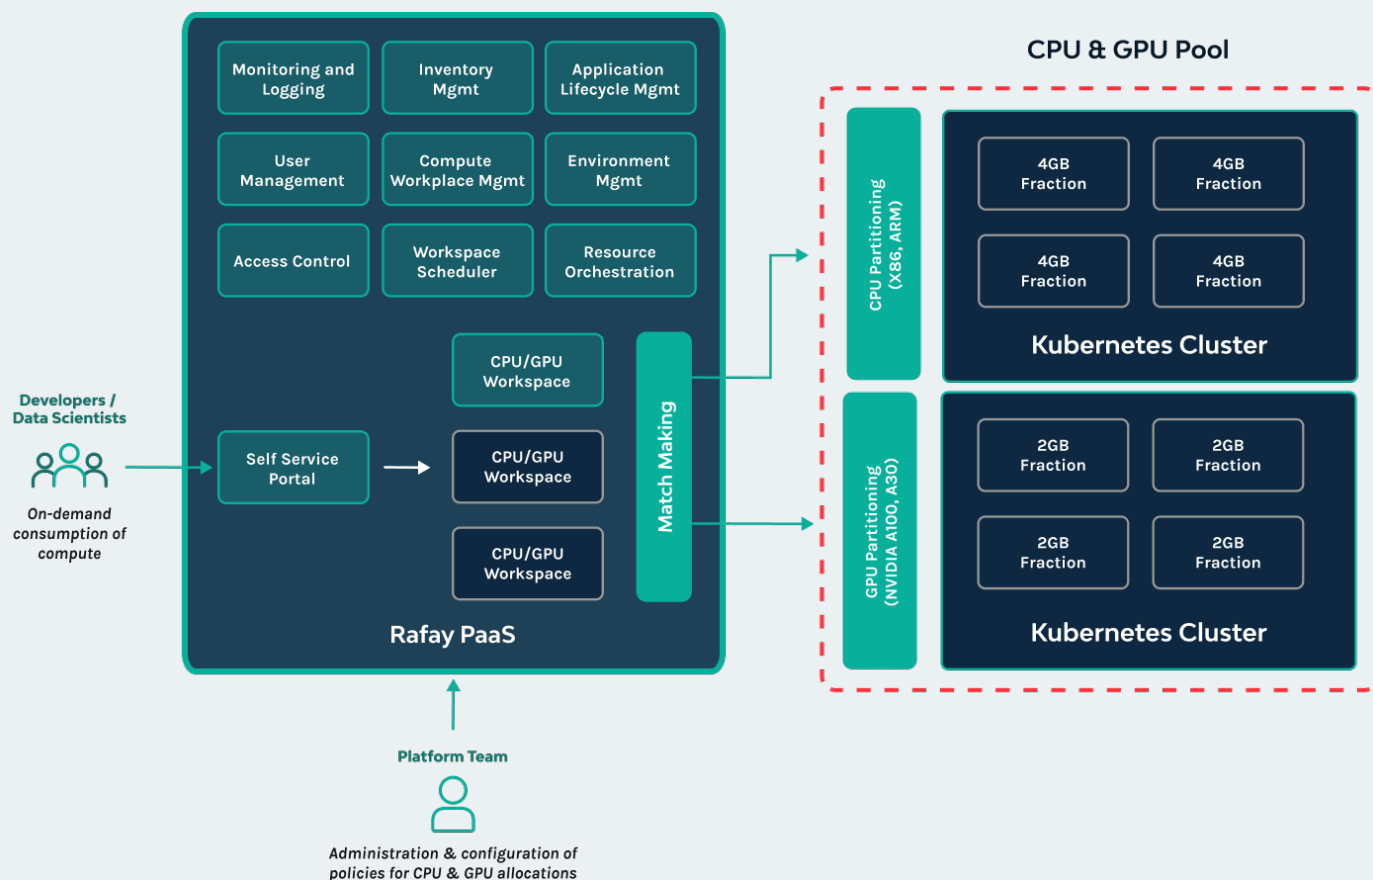 Monitoring and
Logging
Inventory
Mgmt
Application
Lifecycle Mgmt
User
Management
Compute
Workplace Mgmt
Environment
Mgmt
Access Control
Workspace
Scheduler
Resource
Orchestration
Developers /
Data Scientists
On-demand
consumption of
compute
Self Service
Portal
CPU/GPU
Workspace
CPU/GPU
Workspace
CPU/GPU
Workspace
Match Making
Rafay PaaS
Platform Team
Administration & configuration of
policies for CPU & GPU allocations
CPU & GPU Pool
CPU Partitioning
(X86, ARM)
4GB
Fraction
4GB
Fraction
4GB
Fraction
4GB
Fraction
Kubernetes Cluster
GPU Partitioning
(NVIDIA A100, A30)
2GB
Fraction
2GB
Fraction
2GB
Fraction
2GB
Fraction
Kubernetes Cluster